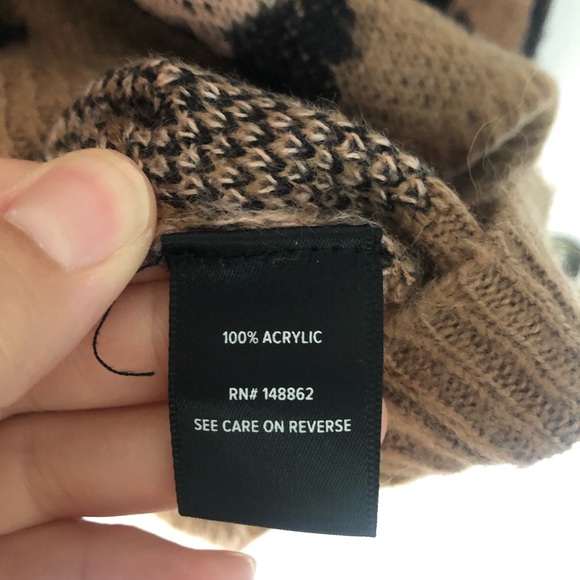 100% ACRYLIC
RN# 148862
SEE CARE ON REVERSE